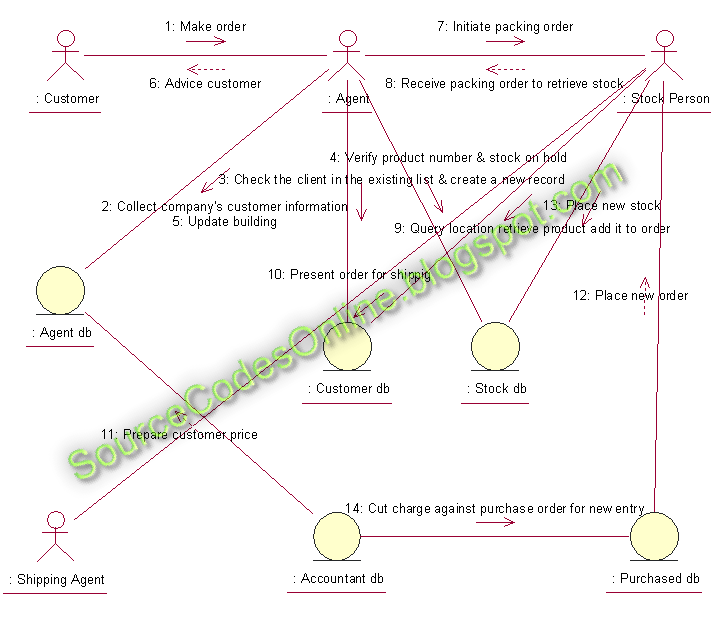 1: Make order
7: Initiate packing order
6: Advice customer
8: Receive packing order to retrieve stock
: Customer
: Agent
: Stock Person
4: Verify product number & stock on hold
3: Check the client in the existing list & create a new record
2: Collect company's customer information
13: Place new stock
5: Update building
9: Query location retrieve product add it to order
10: Present order for shippig
12: Place new order
: Agent db
: Customer db
: Stock db
11: Prepare customer price
14: Cut charge against purchase order for new entry
: Shipping Agent
: Accountant db
: Purchased db
SourceCodesOnline.blogspot.com